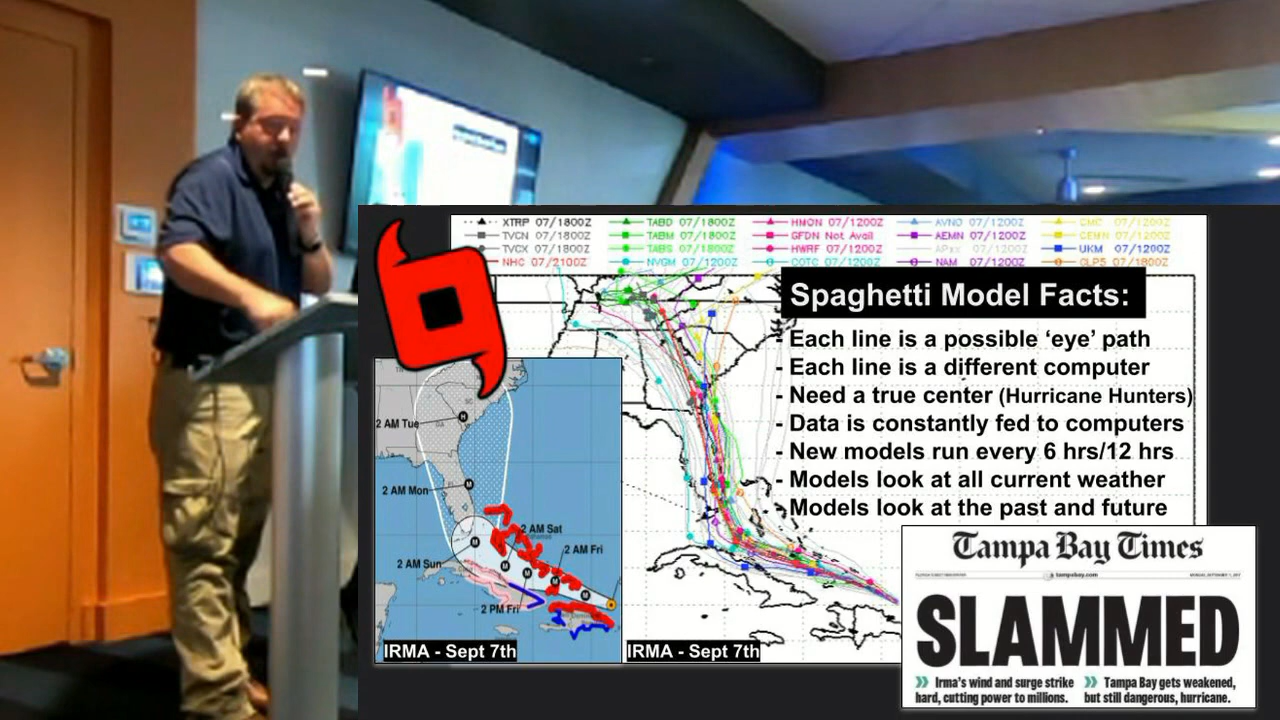 XTRP 07/1800Z
TVCN 07/1800Z
TVCX 07/1800Z
NHC 07/2100Z
TABD 07/1800Z
TABM 07/1800Z
TABS 07/1800Z
NVGM 07/1200Z
HMON 07/1200Z
GFDN Not Avail
HWRF 07/1200Z
COTC 07/1200Z
AVNO 07/1200Z
AEMN 07/1200Z
07/1200Z
NAM 07/1200Z
CMC 07/1200Z
CEMN 07/1200Z
UKM 07/1200Z
CLP5 07/1800Z
Spaghetti Model Facts:
- Each line is a possible ‘eye’ path
- Each line is a different computer
- Need a true center (Hurricane Hunters)
- Data is constantly fed to computers
- New models run every 6 hrs/12 hrs
- Models look at all current weather
- Models look at the past and future
2 AM Tue
2 AM Mon
2 AM Sat
2 AM Fri
2 AM Sun
2 PM Fri
H
M
M
M
M
M
M
IRMA - Sept 7th
IRMA - Sept 7th
Tampa Bay Times
tampabay.com
SLAMMED
Irma's wind and surge strike
hard, cutting power to millions.
Tampa Bay gets weakened,
but still dangerous, hurricane.